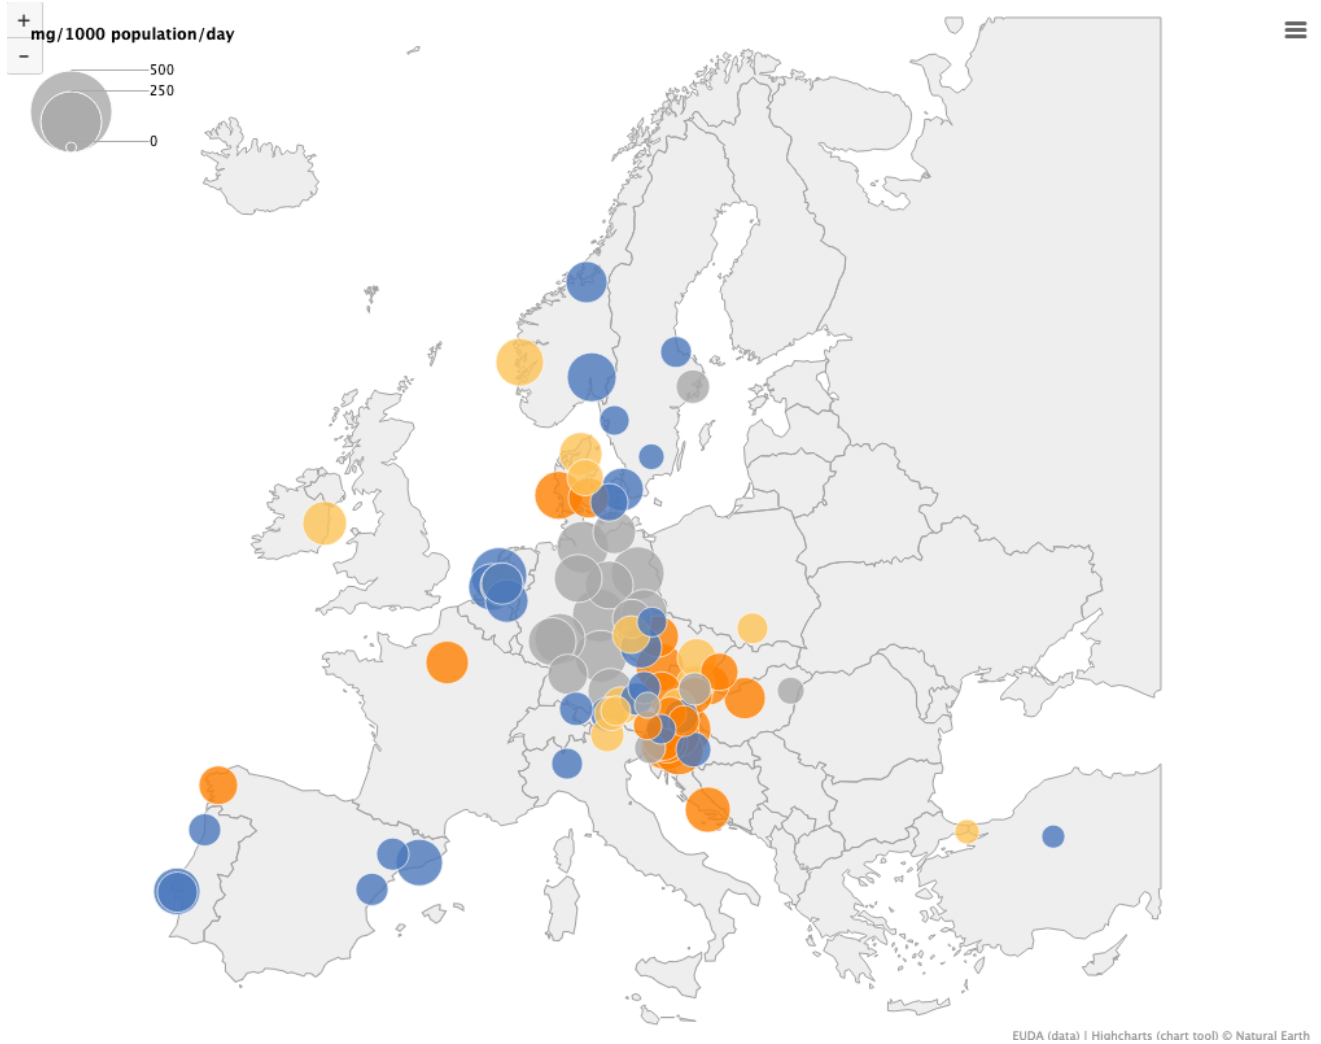 +
mg/1000 population/day
−
500
250
0
EUDA (data) | Highcharts (chart tool) © Natural Earth